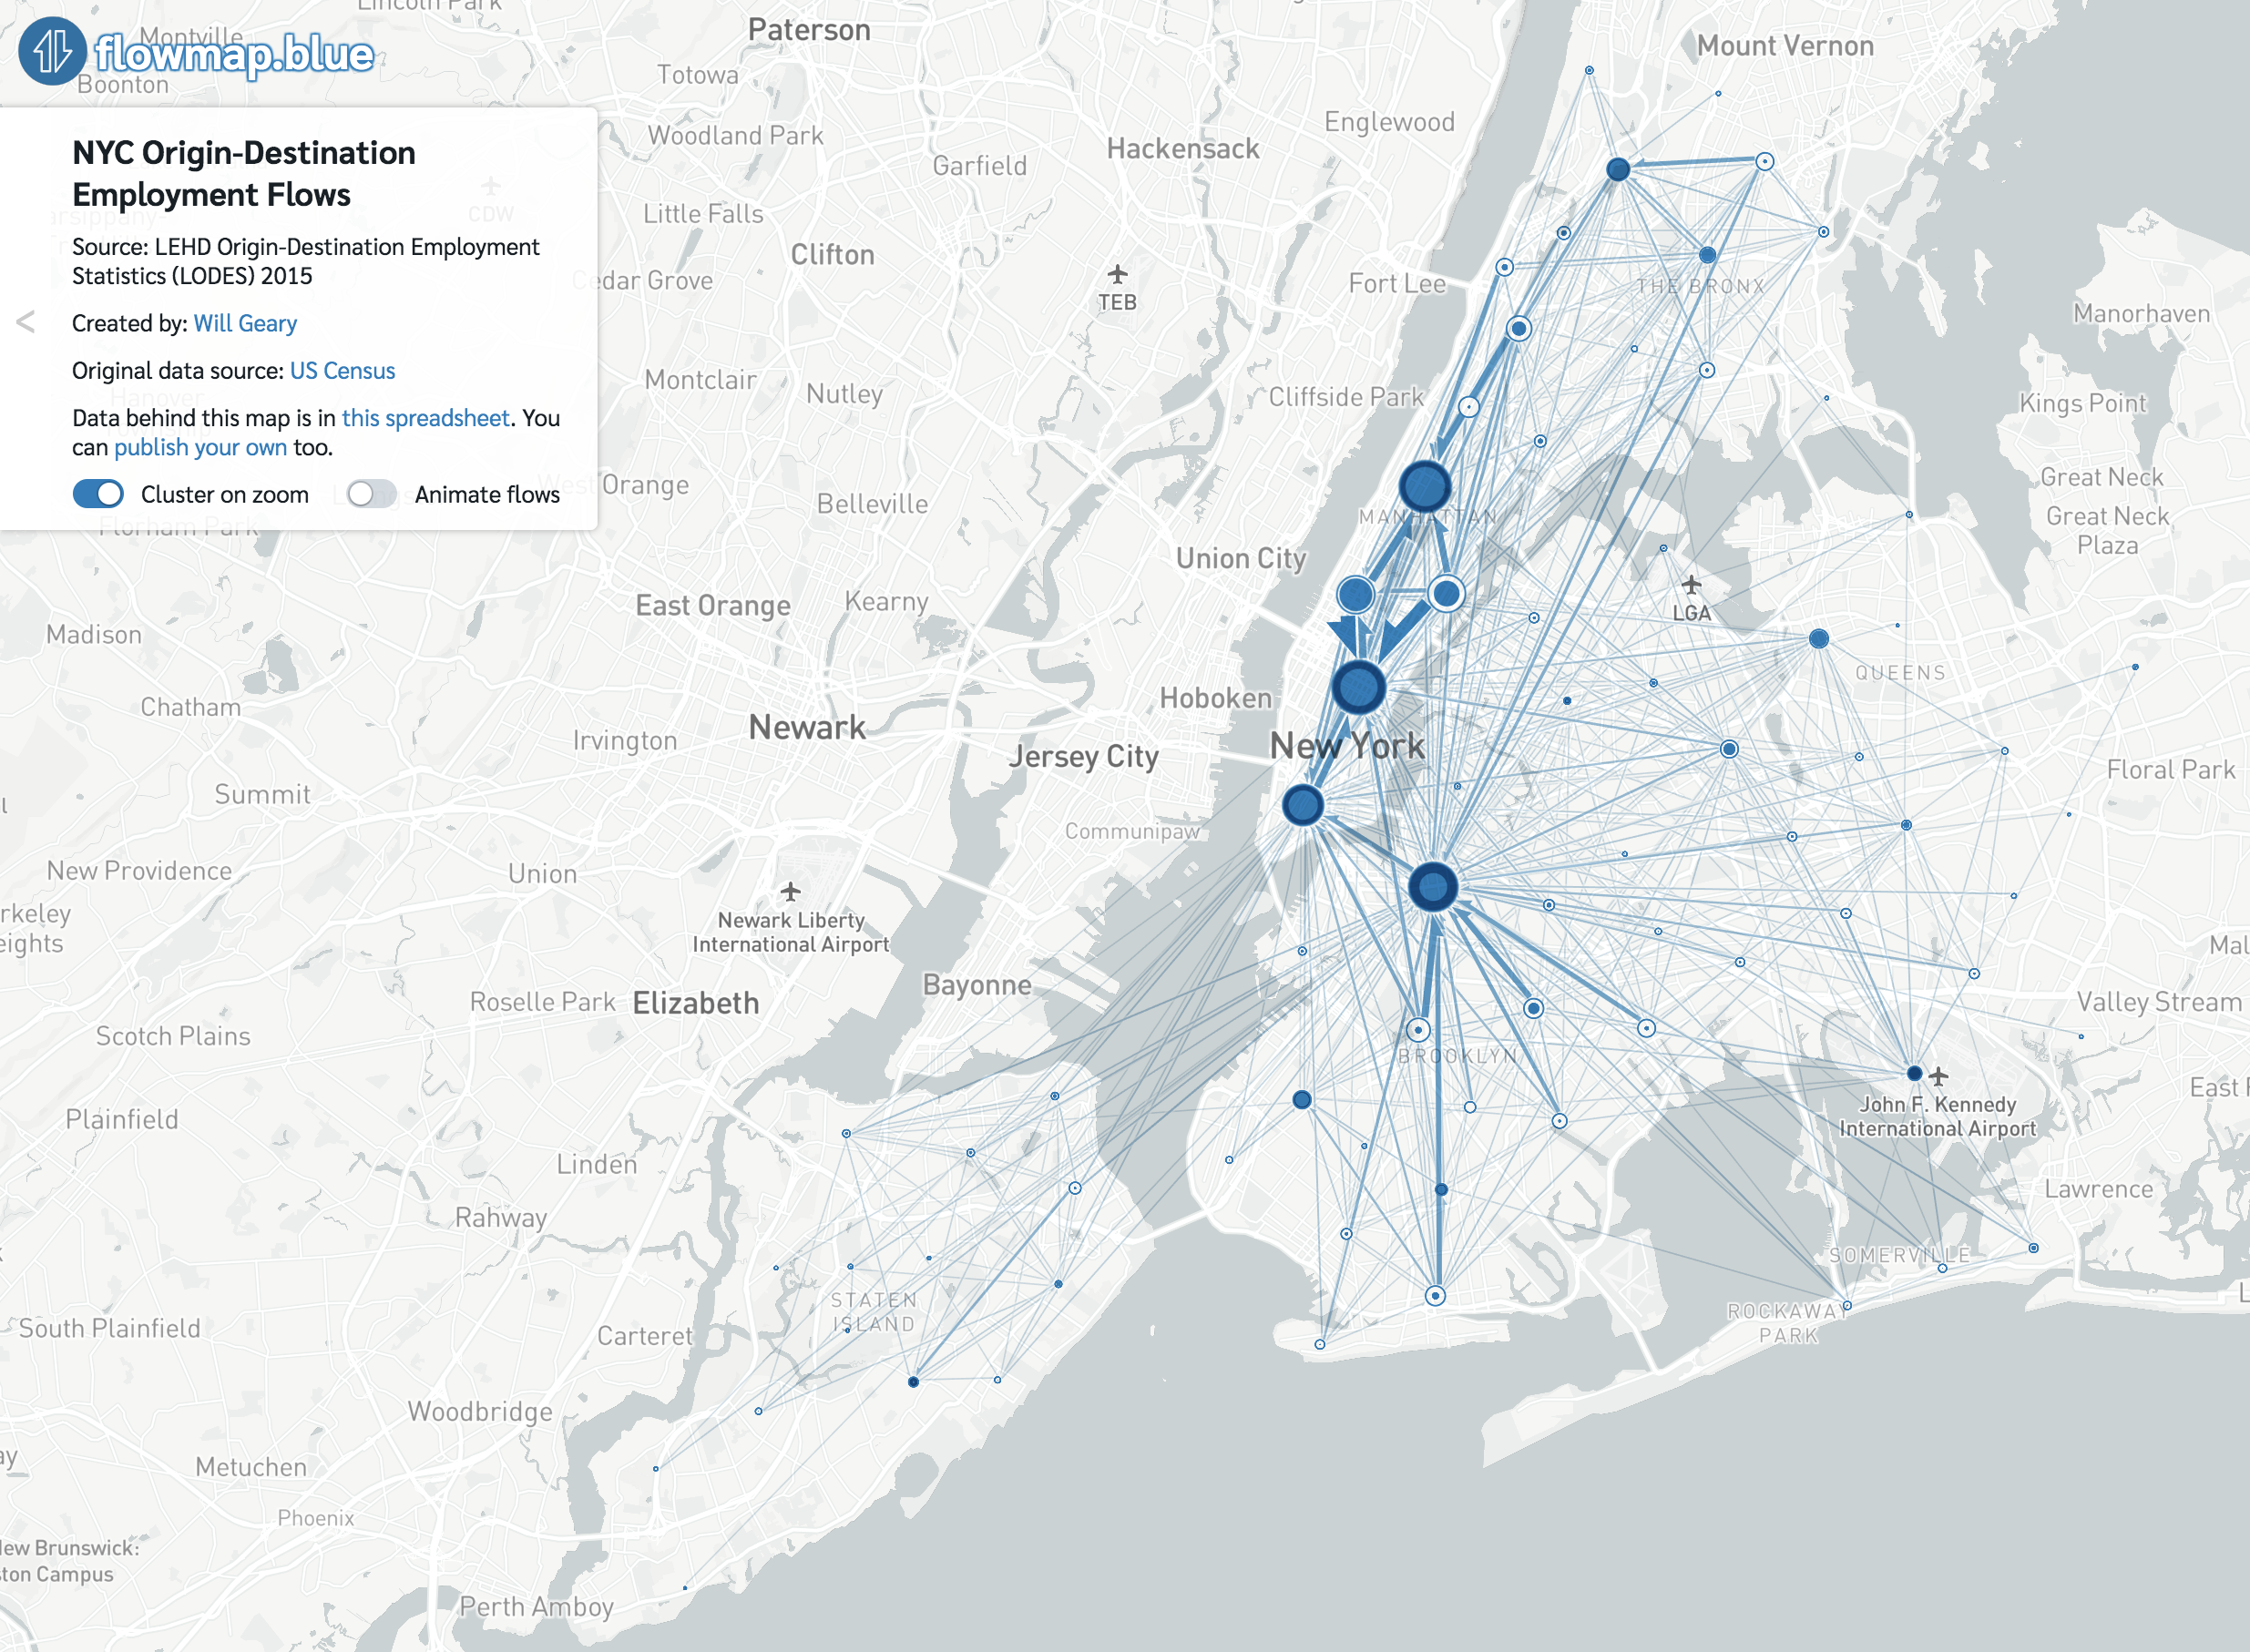 flowmap.blue
NYC Origin-Destination
Employment Flows
Source: LEHD Origin-Destination Employment
Statistics (LODES) 2015
Created by: Will Geary
Original data source: US Census
Data behind this map is in this spreadsheet. You
can publish your own too.
Cluster on zoom
Animate flows
<
Lincoln Park
Montville
Boonton
Paterson
Totowa
Woodland Park
Garfield
Hackensack
Englewood
Mount Vernon
CDW
Little Falls
Clifton
Cedar Grove
TEB
Fort Lee
THE BRONX
Manorhaven
Hanover
Montclair
Nutley
Cliffside Park
Kings Point
West Orange
Belleville
MANHATTAN
Great Neck
Great Neck
Plaza
Florham Park
Union City
East Orange
Kearny
LGA
Madison
QUEENS
Chatham
Hoboken
Newark
Irvington
Jersey City
New York
Floral Park
Summit
Communipaw
New Providence
Union
Newark Liberty
International Airport
rkeley
eights
Mal
Bayonne
Roselle Park
Elizabeth
Valley Stream
Scotch Plains
BROOKLYN
East
Plainfield
John F. Kennedy
International Airport
Linden
Lawrence
Rahway
SOMERVILLE
STATEN
ISLAND
ROCKAWAY
PARK
South Plainfield
Carteret
Woodbridge
Metuchen
Phoenix
ew Brunswick:
ton Campus
Perth Amboy